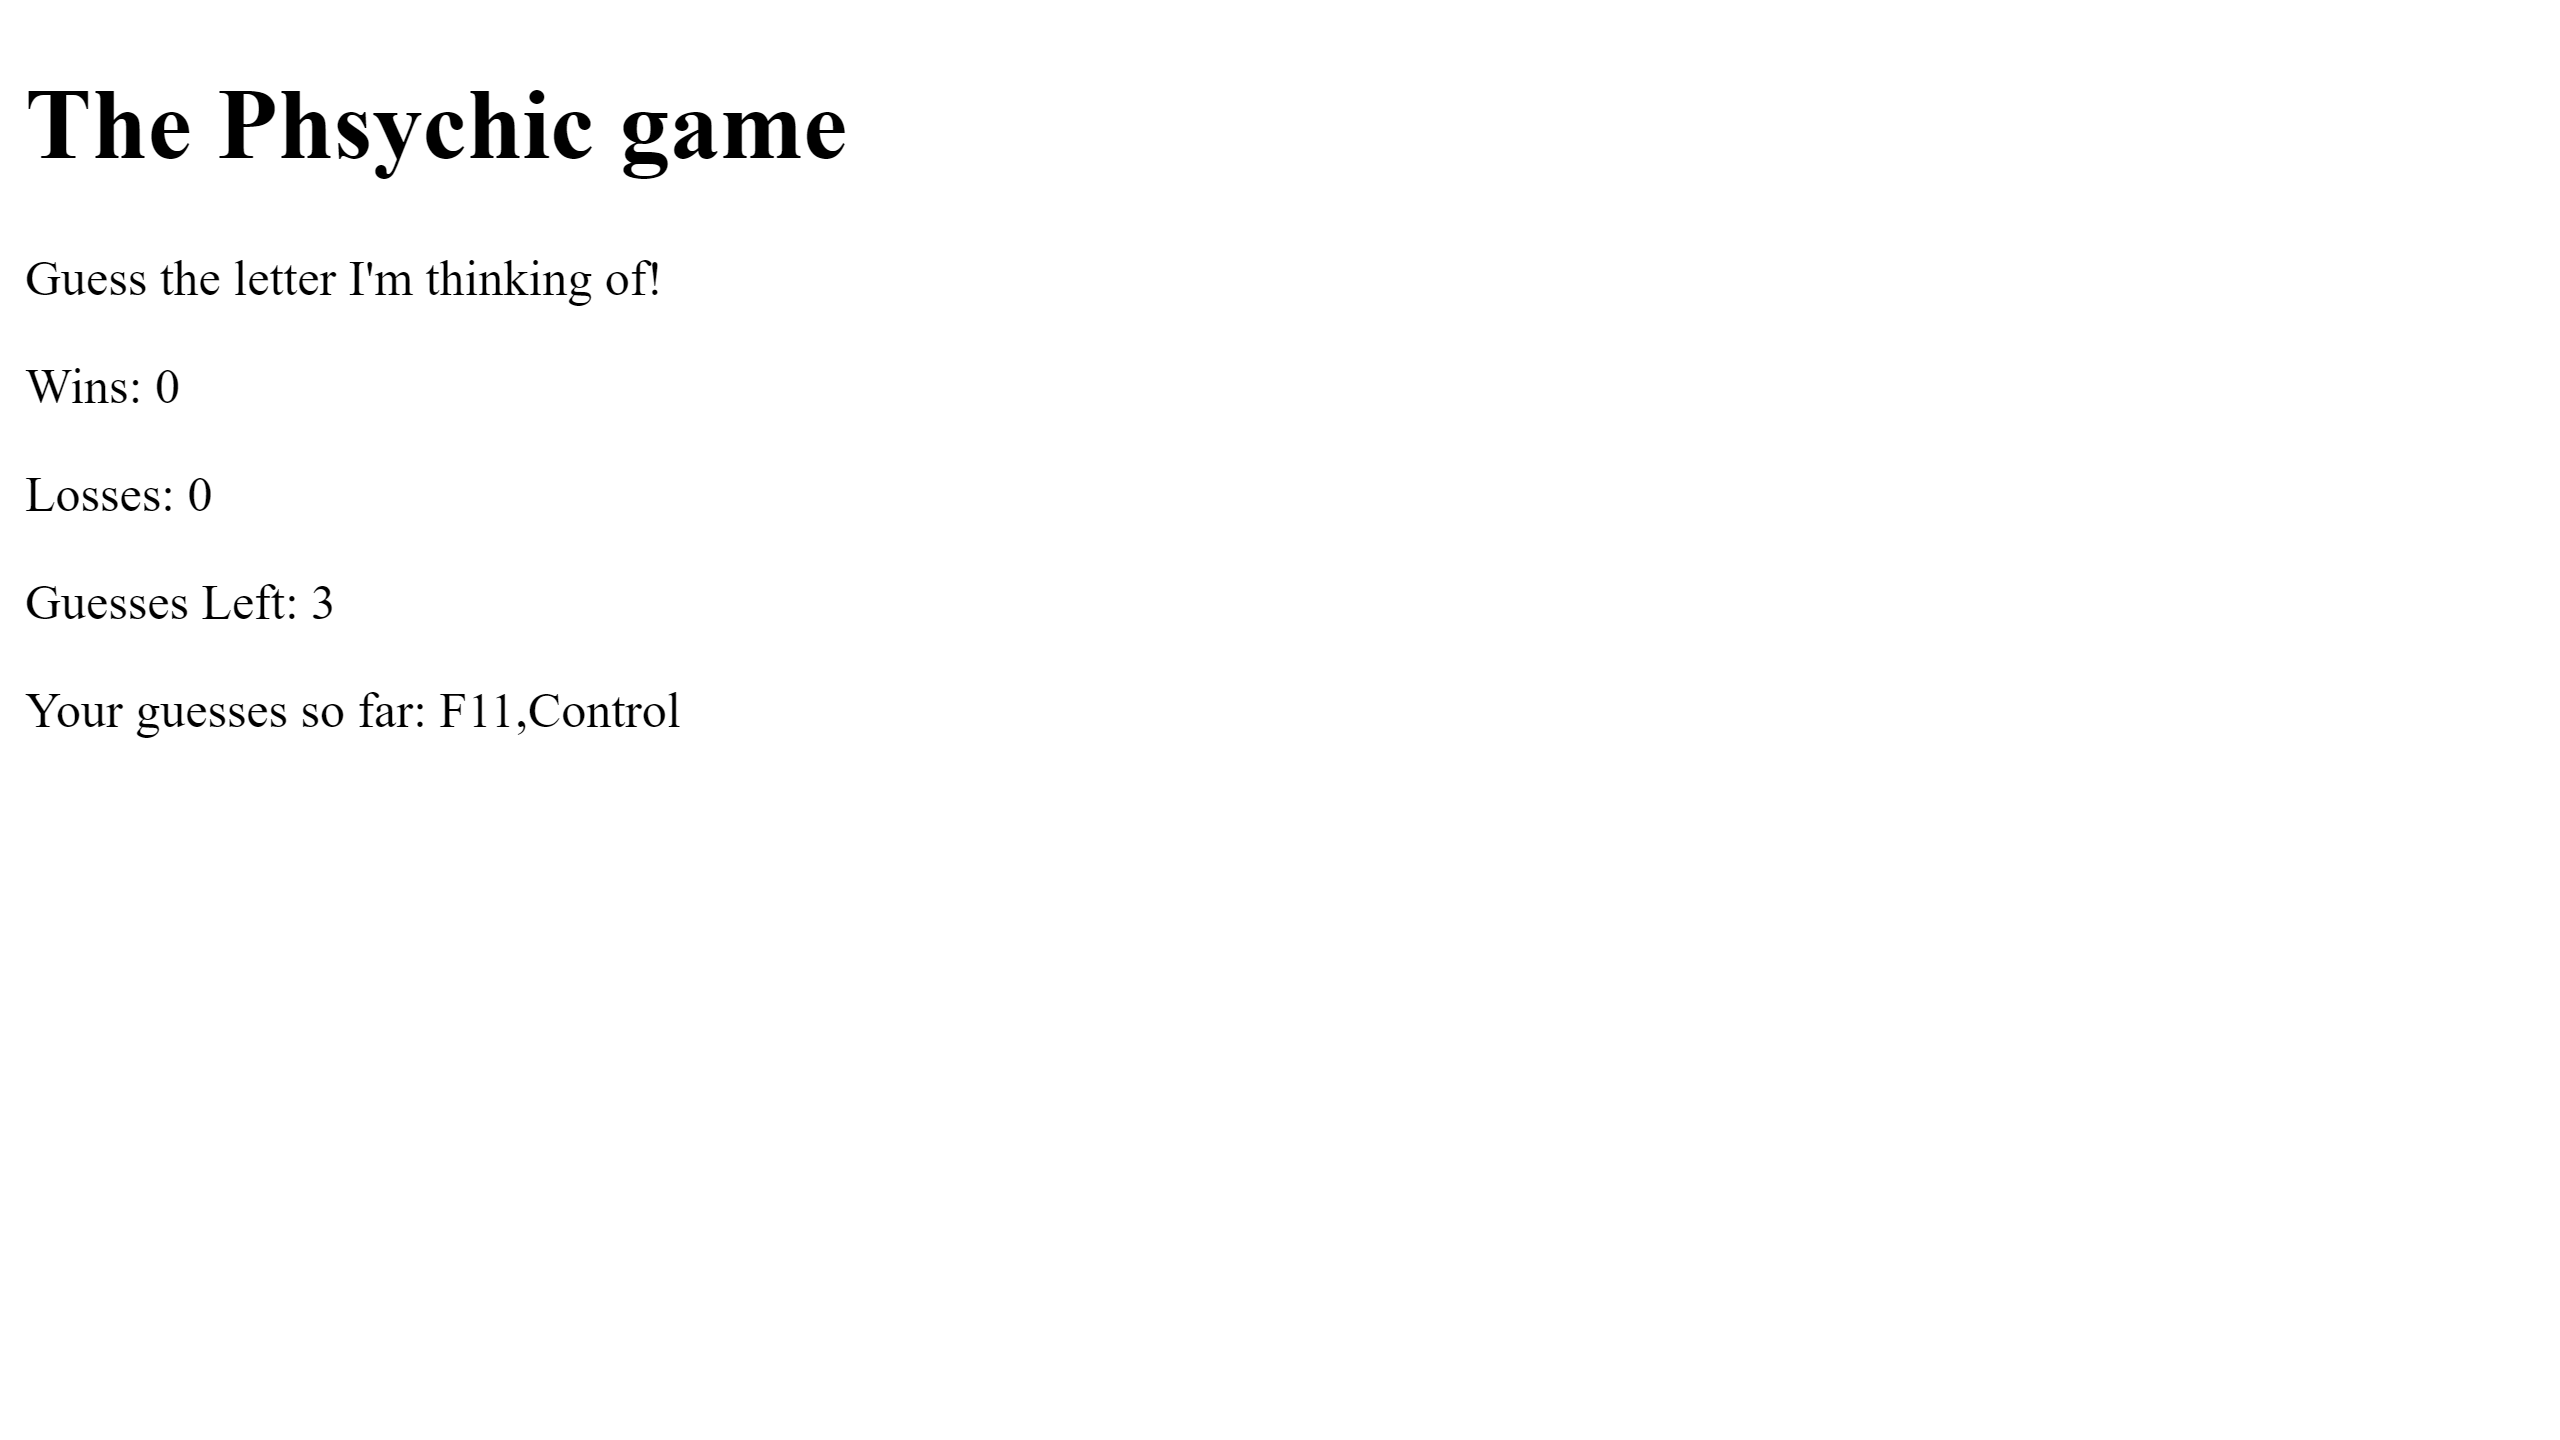 The Phsychic game
Guess the letter I'm thinking of!
Wins: 0
Losses: 0
Guesses Left: 3
Your guesses so far: F11,Control